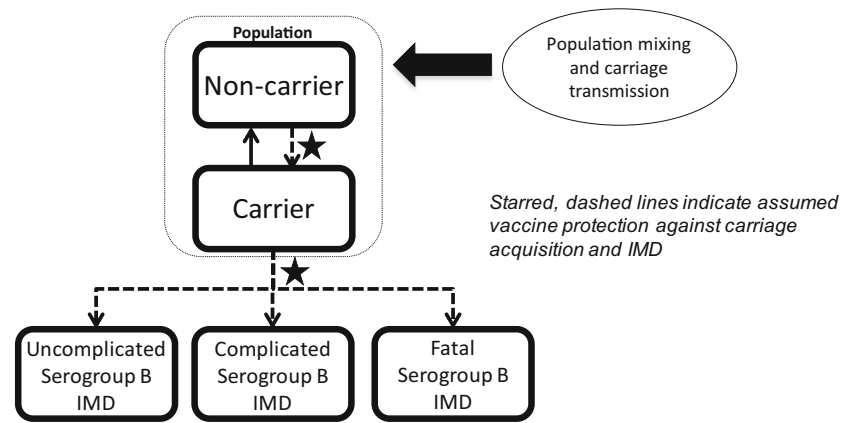 Population
Non-carrier
Carrier
Population mixing
and carriage
transmission
Starred, dashed lines indicate assumed
vaccine protection against carriage
acquisition and IMD
Uncomplicated
Serogroup B
IMD
Complicated
Serogroup B
IMD
Fatal
Serogroup B
IMD